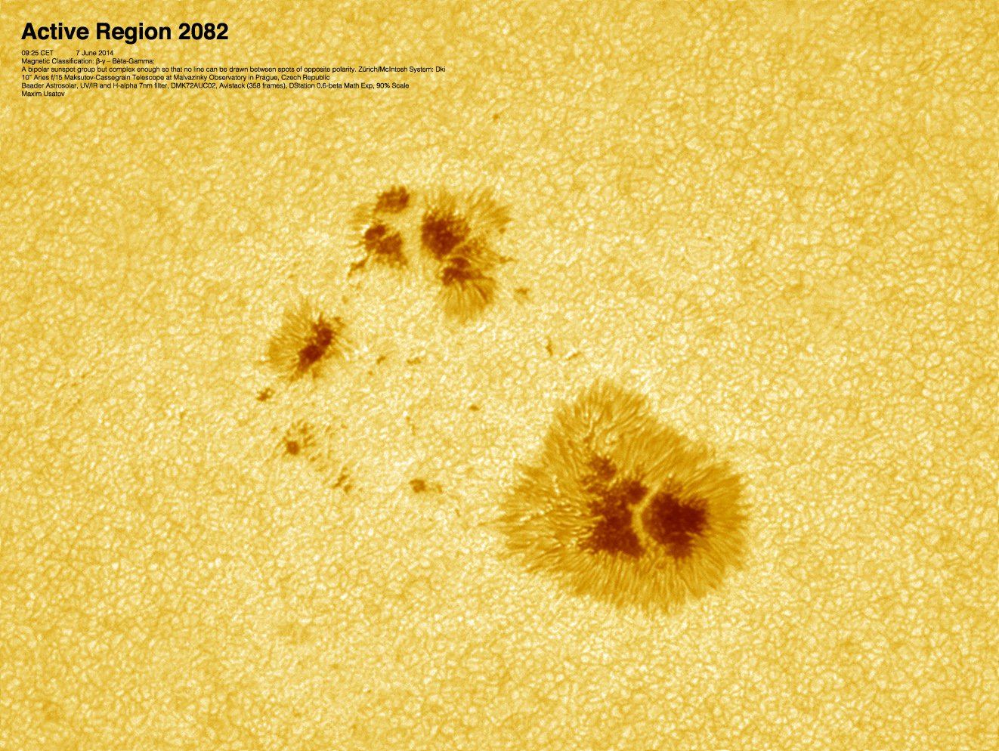 Active Region 2082
09:25 CET 7 June 2014
Magnetic Classification: β-γ – Bèta-Gamma:
A bipolar sunspot group but complex enough so that no line can be drawn between spots of opposite polarity. Zürich/McIntosh System: Dki
10" Aries f/15 Maksutov-Cassegrain Telescope at Malvazinky Observatory in Prague, Czech Republic
Baader Astrosolar, UV/IR and H-alpha 7nm filter, DMK72AUC02, Avistack (358 frames), DStation 0.6-beta Math Exp, 90% Scale
Maxim Usatov